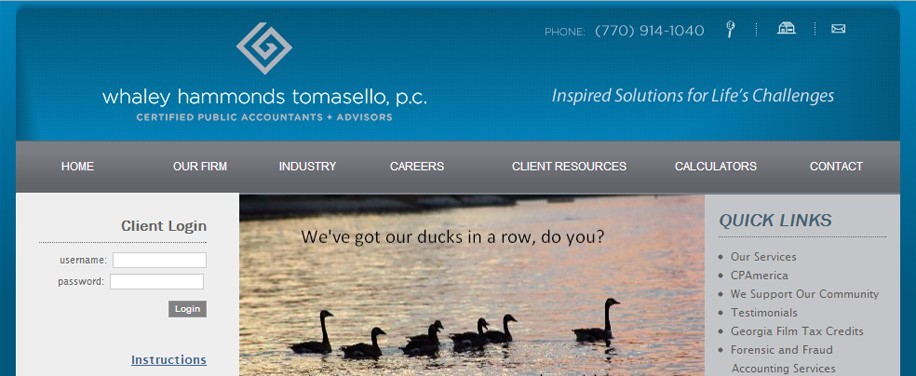 PHONE: (770) 914-1040
whaley hammonds tomasello, p.c.
CERTIFIED PUBLIC ACCOUNTANTS + ADVISORS
Inspired Solutions for Life's Challenges
HOME OUR FIRM INDUSTRY CAREERS CLIENT RESOURCES CALCULATORS CONTACT
Client Login
username:
password:
Login
Instructions
We've got our ducks in a row, do you?
QUICK LINKS
Our Services
CPAmerica
We Support Our Community
Testimonials
Georgia Film Tax Credits
Forensic and Fraud
Accounting Services